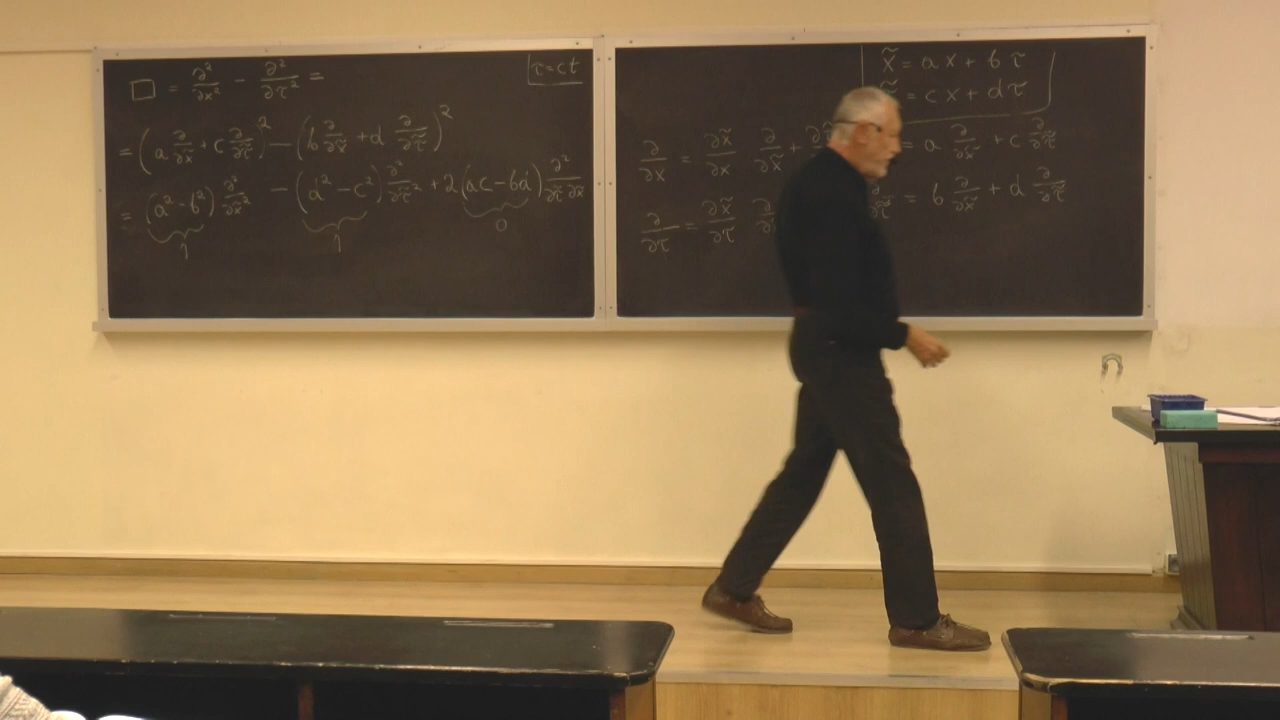 □ = ∂²/∂x² − ∂²/∂τ² =
τ = ct
= (a ∂/∂x̃ + c ∂/∂τ̃)² − (b ∂/∂x̃ + d ∂/∂τ̃)²
= (a² − b²) ∂²/∂x̃² − (d² − c²) ∂²/∂τ̃² + 2(ac − bd) ∂²/∂τ̃∂x̃
1 1 0
x̃ = ax + bτ
= cx + dτ
∂/∂x = ∂x̃/∂x ∂/∂x̃ + = a ∂/∂x̃ + c ∂/∂τ̃
∂/∂τ = ∂x̃/∂τ = b ∂/∂x̃ + d ∂/∂τ̃